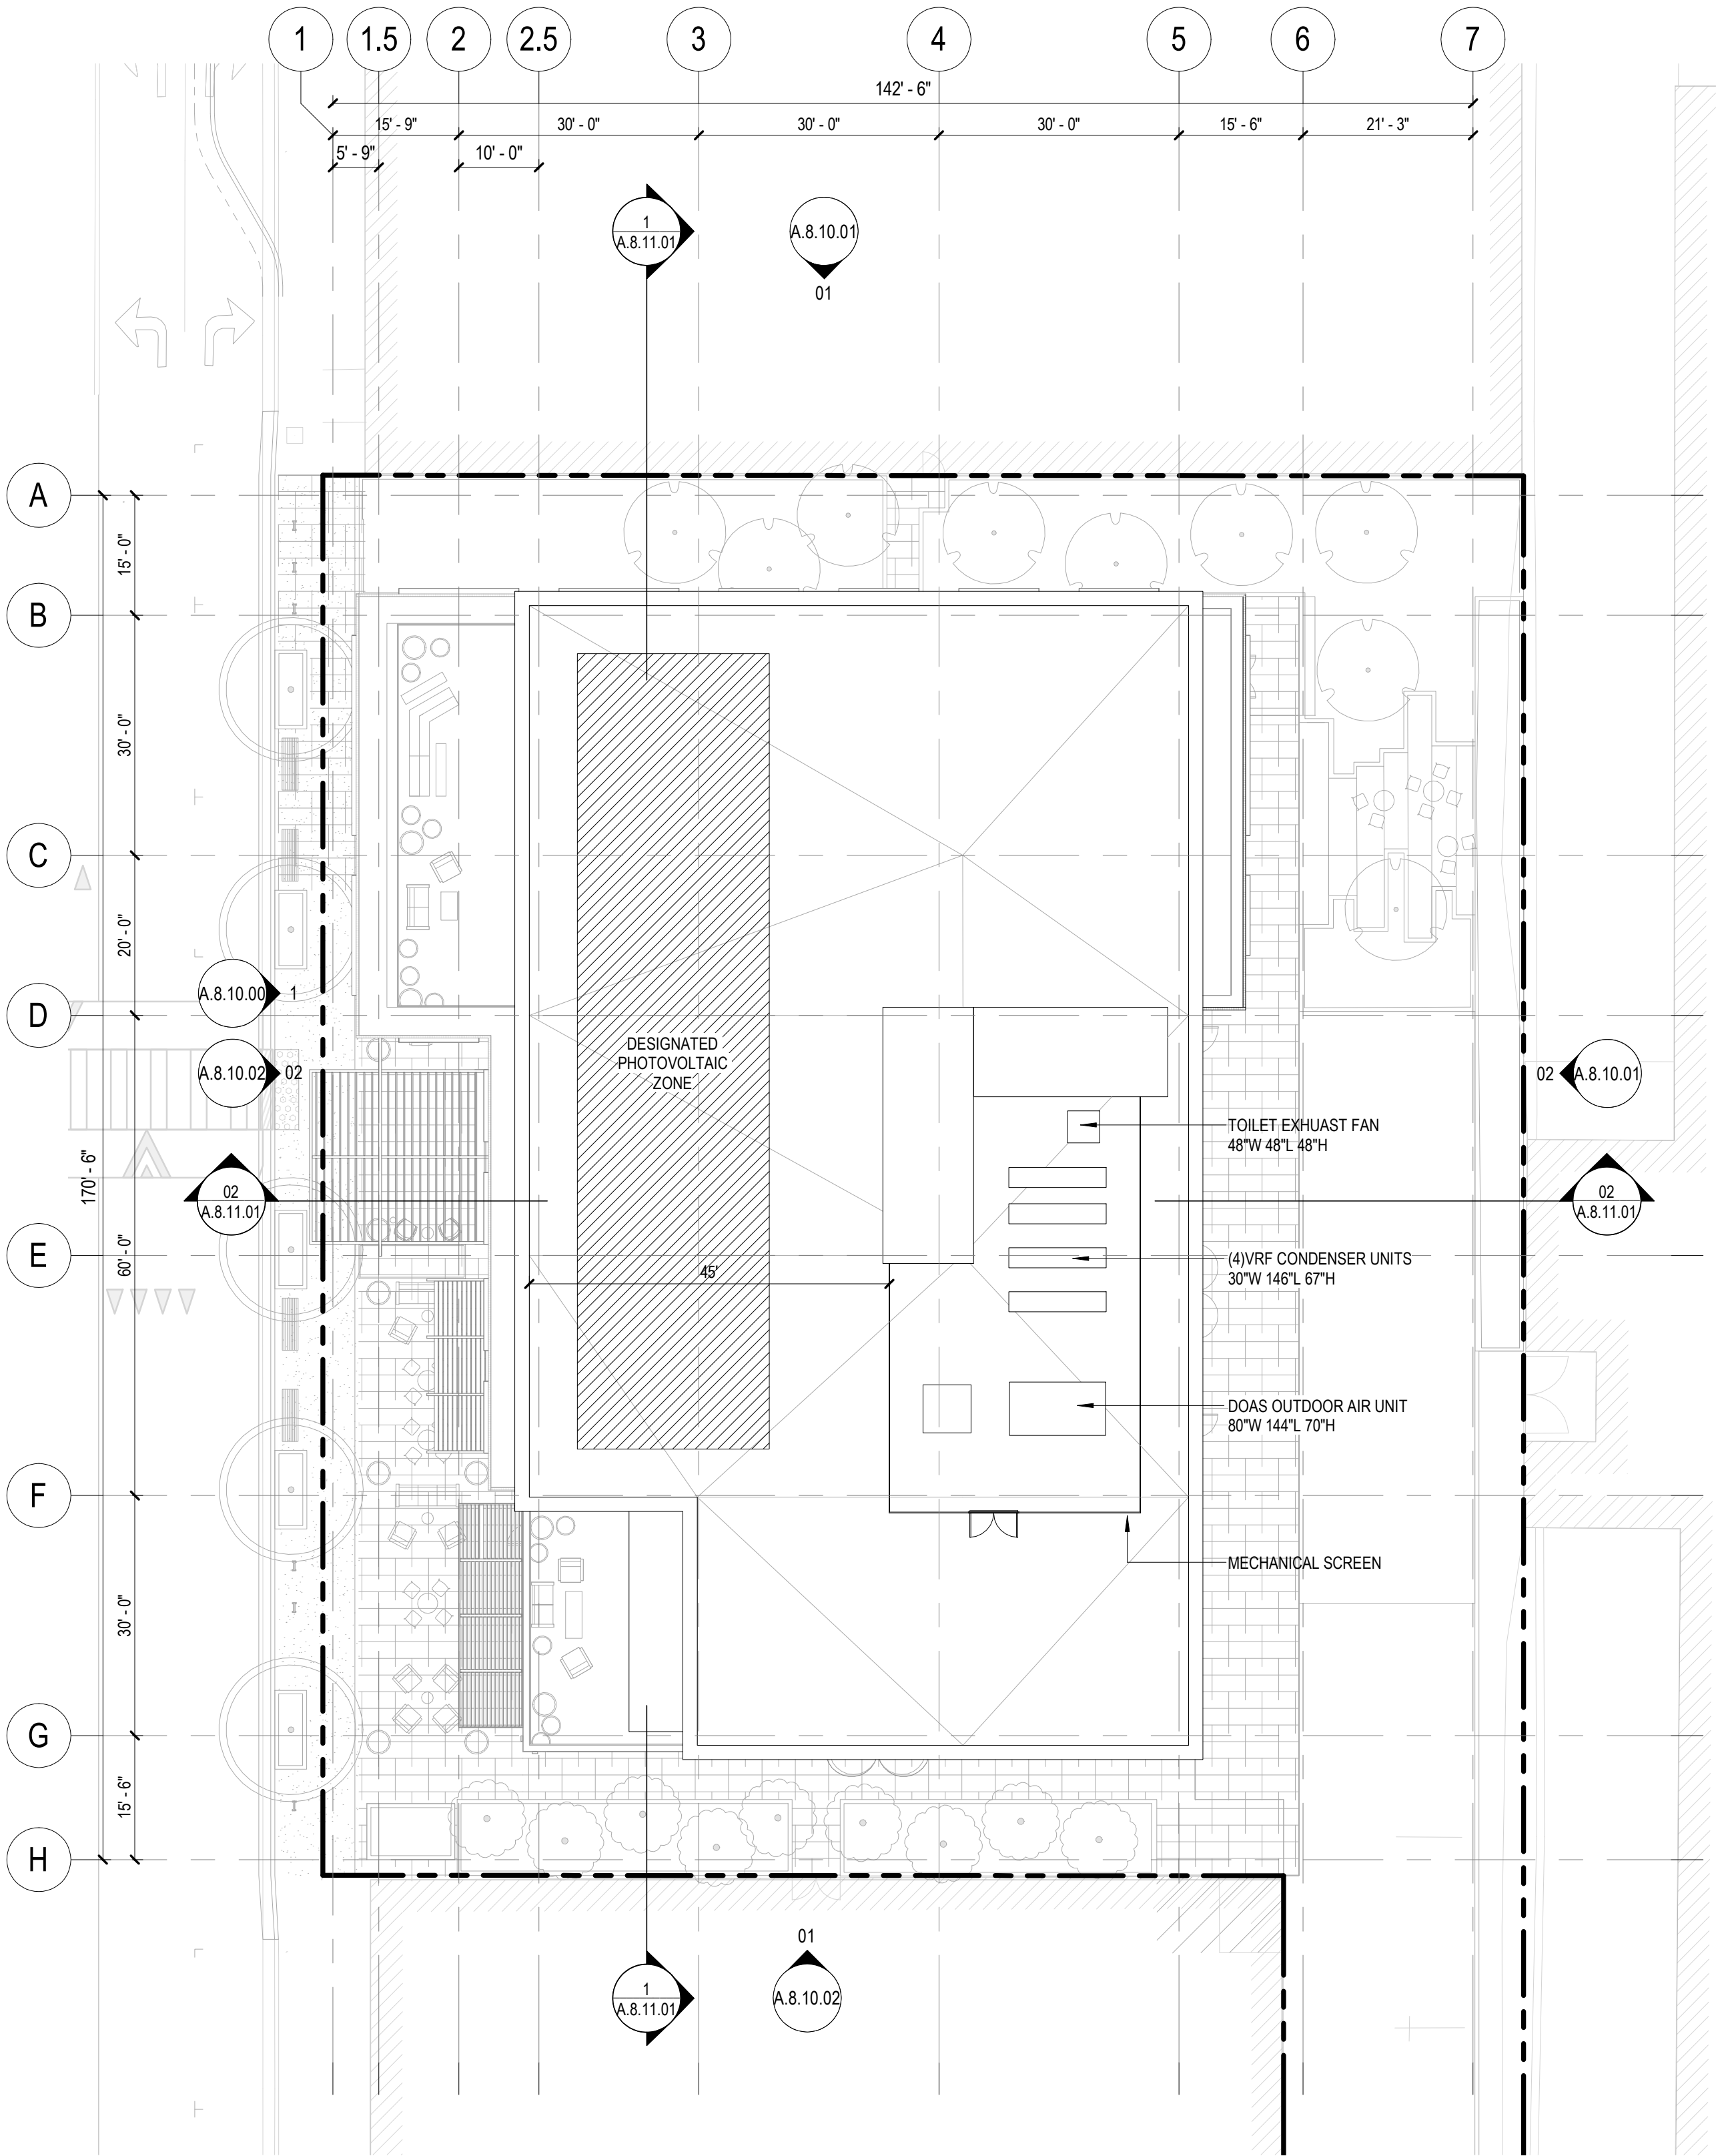 1 1.5 2 2.5 3 4 5 6 7
142' - 6"
15' - 9" 30' - 0" 30' - 0" 30' - 0" 15' - 6" 21' - 3"
5' - 9" 10' - 0"
1
A.8.11.01
A.8.10.01
01
A
15' - 0"
B
30' - 0"
C
20' - 0"
A.8.10.00 1
D
DESIGNATED
PHOTOVOLTAIC
ZONE
A.8.10.02 02
02 A.8.10.01
TOILET EXHUAST FAN
48"W 48"L 48"H
170' - 6"
02
A.8.11.01
02
A.8.11.01
E
60' - 0"
45'
(4)VRF CONDENSER UNITS
30"W 146"L 67"H
DOAS OUTDOOR AIR UNIT
80"W 144"L 70"H
F
MECHANICAL SCREEN
30' - 0"
G
15' - 6"
H
01
A.8.10.02
1
A.8.11.01